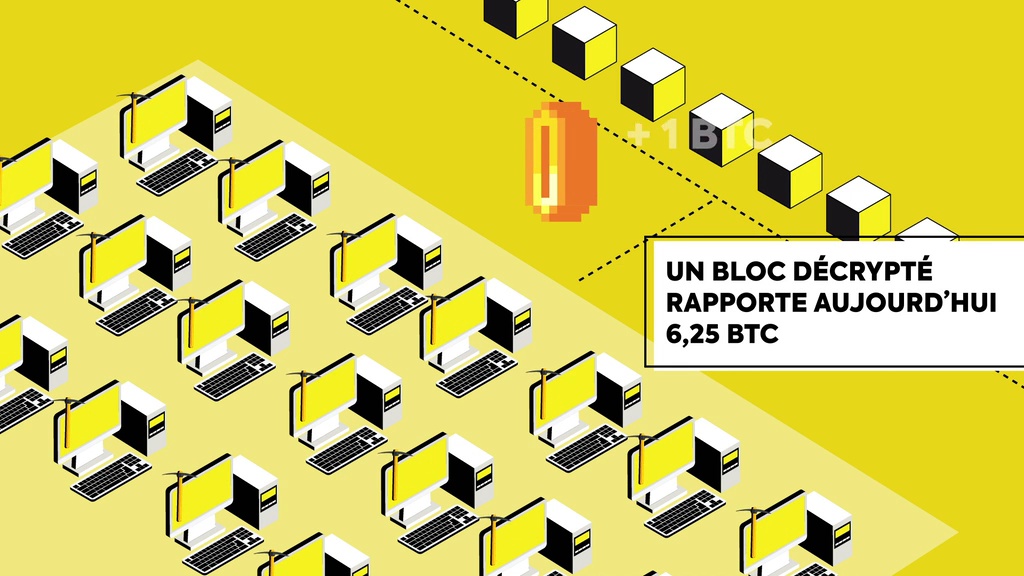 + 1 BTC
UN BLOC DÉCRYPTÉ
RAPPORTE AUJOURD’HUI
6,25 BTC